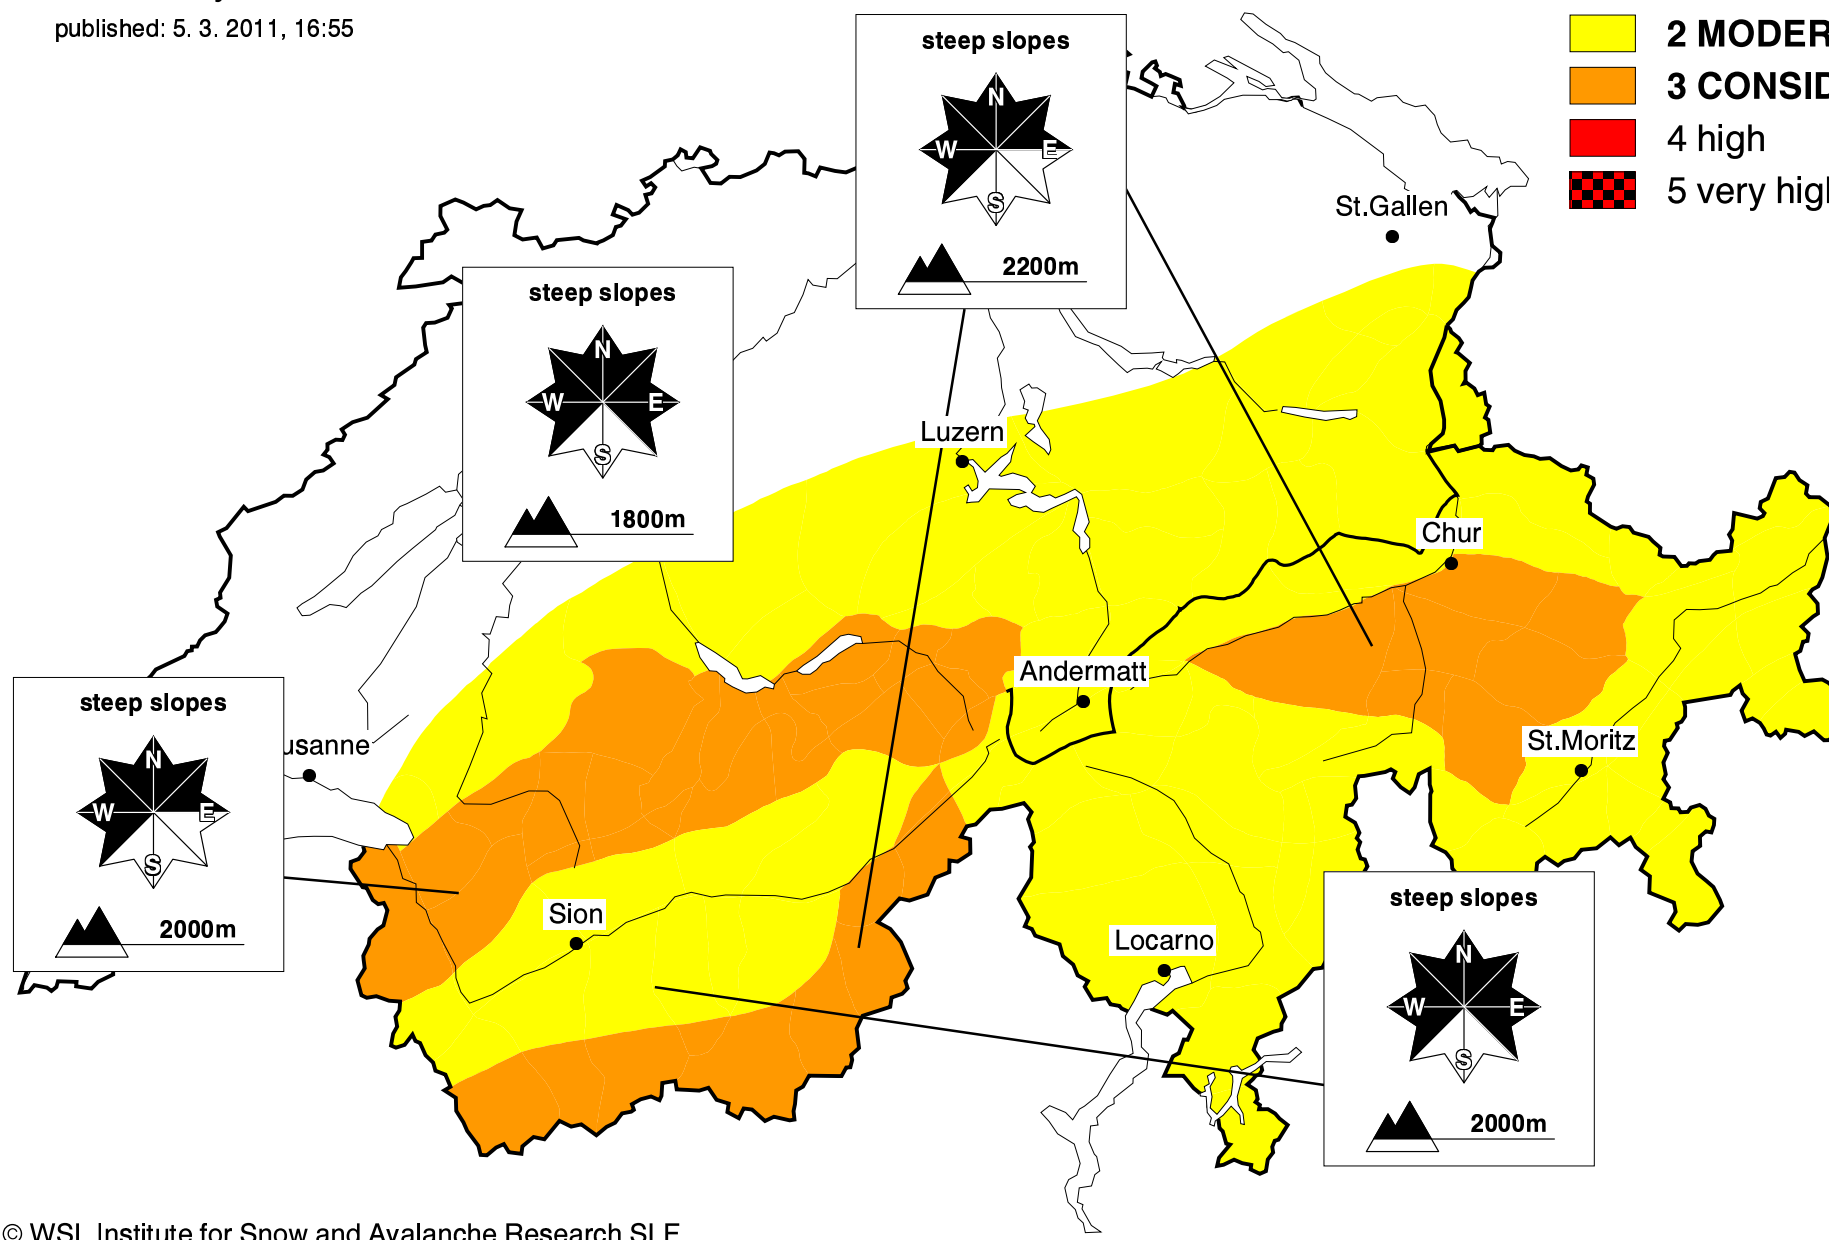 published: 5. 3. 2011, 16:55
2 MODER
3 CONSID
4 high
5 very high
steep slopes
N
W E
S
2200m
St.Gallen
steep slopes
N
W E
S
1800m
Luzern
Chur
Andermatt
St.Moritz
steep slopes
N
W E
S
2000m
usanne
Sion
Locarno
steep slopes
N
W E
S
2000m
© WSL Institute for Snow and Avalanche Research SLF